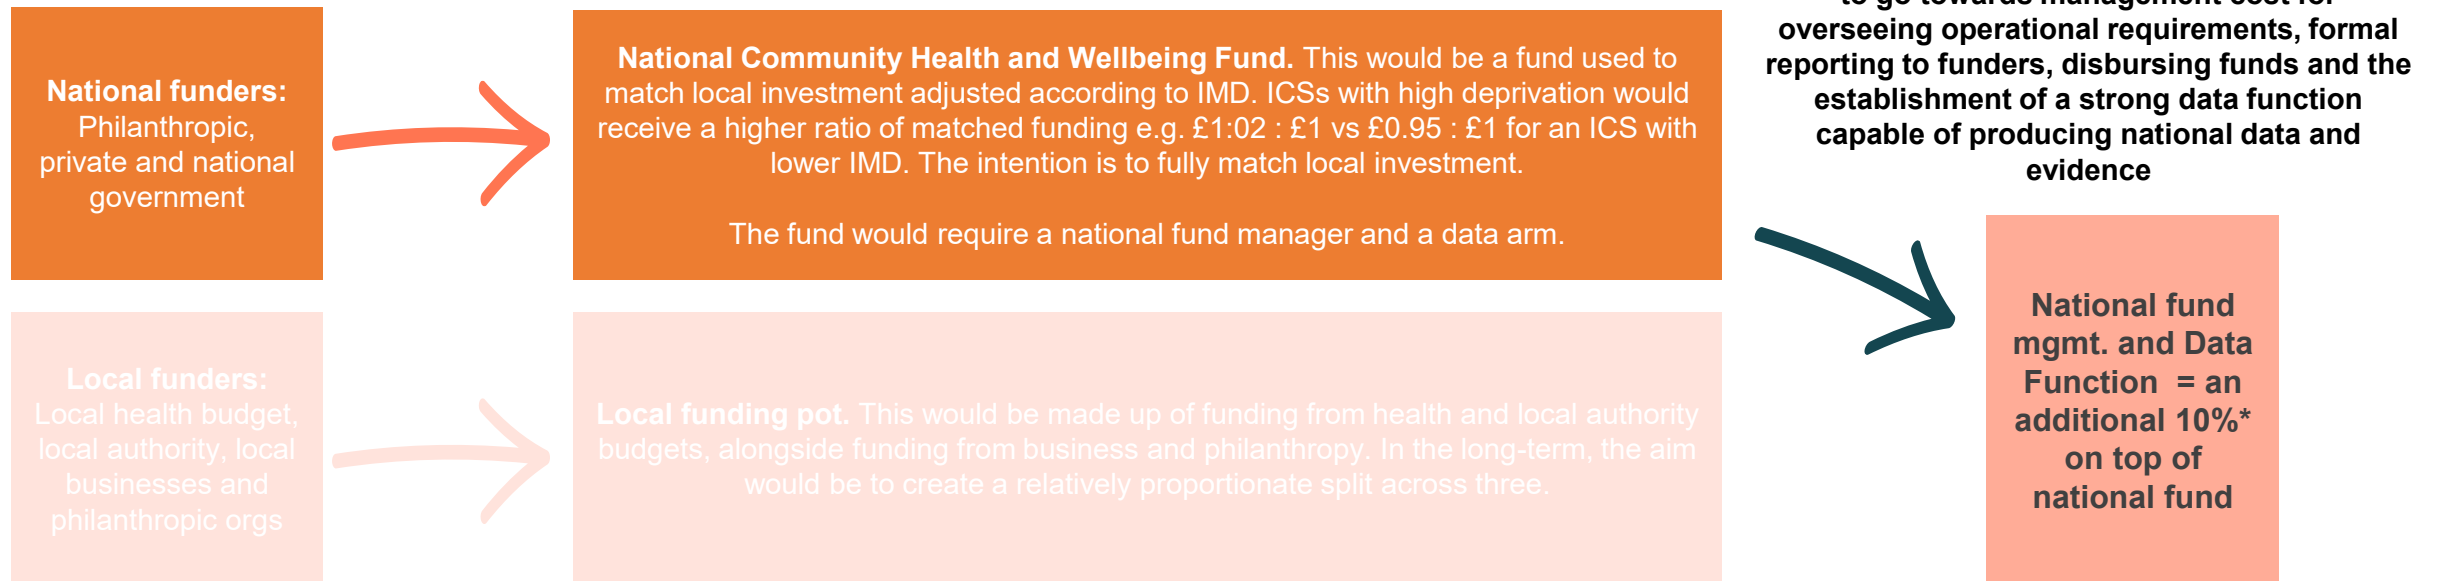 National funders:
Philanthropic,
private and national
government
National Community Health and Wellbeing Fund. This would be a fund used to
match local investment adjusted according to IMD. ICSs with high deprivation would
receive a higher ratio of matched funding e.g. £1:02 : £1 vs £0.95 : £1 for an ICS with
lower IMD. The intention is to fully match local investment.
The fund would require a national fund manager and a data arm.
to go towards management cost for
overseeing operational requirements, formal
reporting to funders, disbursing funds and the
establishment of a strong data function
capable of producing national data and
evidence
National fund
mgmt. and Data
Function = an
additional 10%*
on top of
national fund
Local funders:
Local health budget,
local authority, local
businesses and
philanthropic orgs
Local funding pot. This would be made up of funding from health and local authority
budgets, alongside funding from business and philanthropy. In the long-term, the aim
would be to create a relatively proportionate split across three.